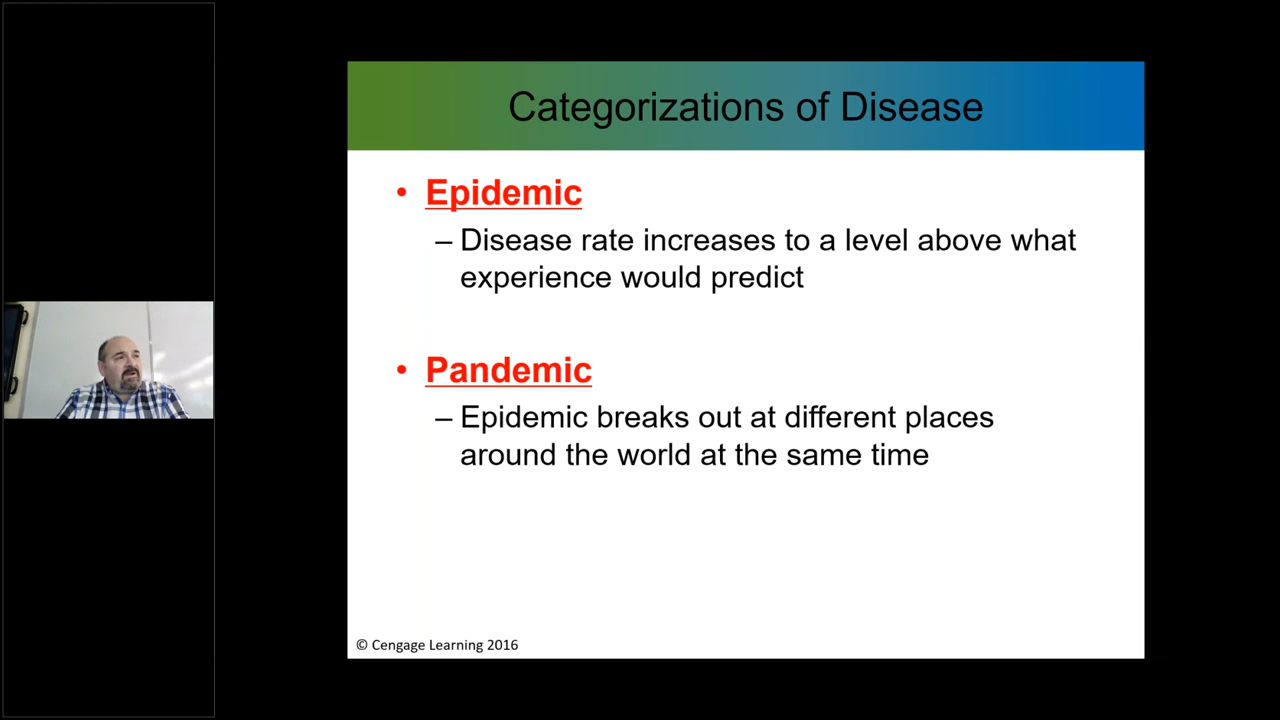 Categorizations of Disease
• Epidemic
– Disease rate increases to a level above what
experience would predict
• Pandemic
– Epidemic breaks out at different places
around the world at the same time
© Cengage Learning 2016